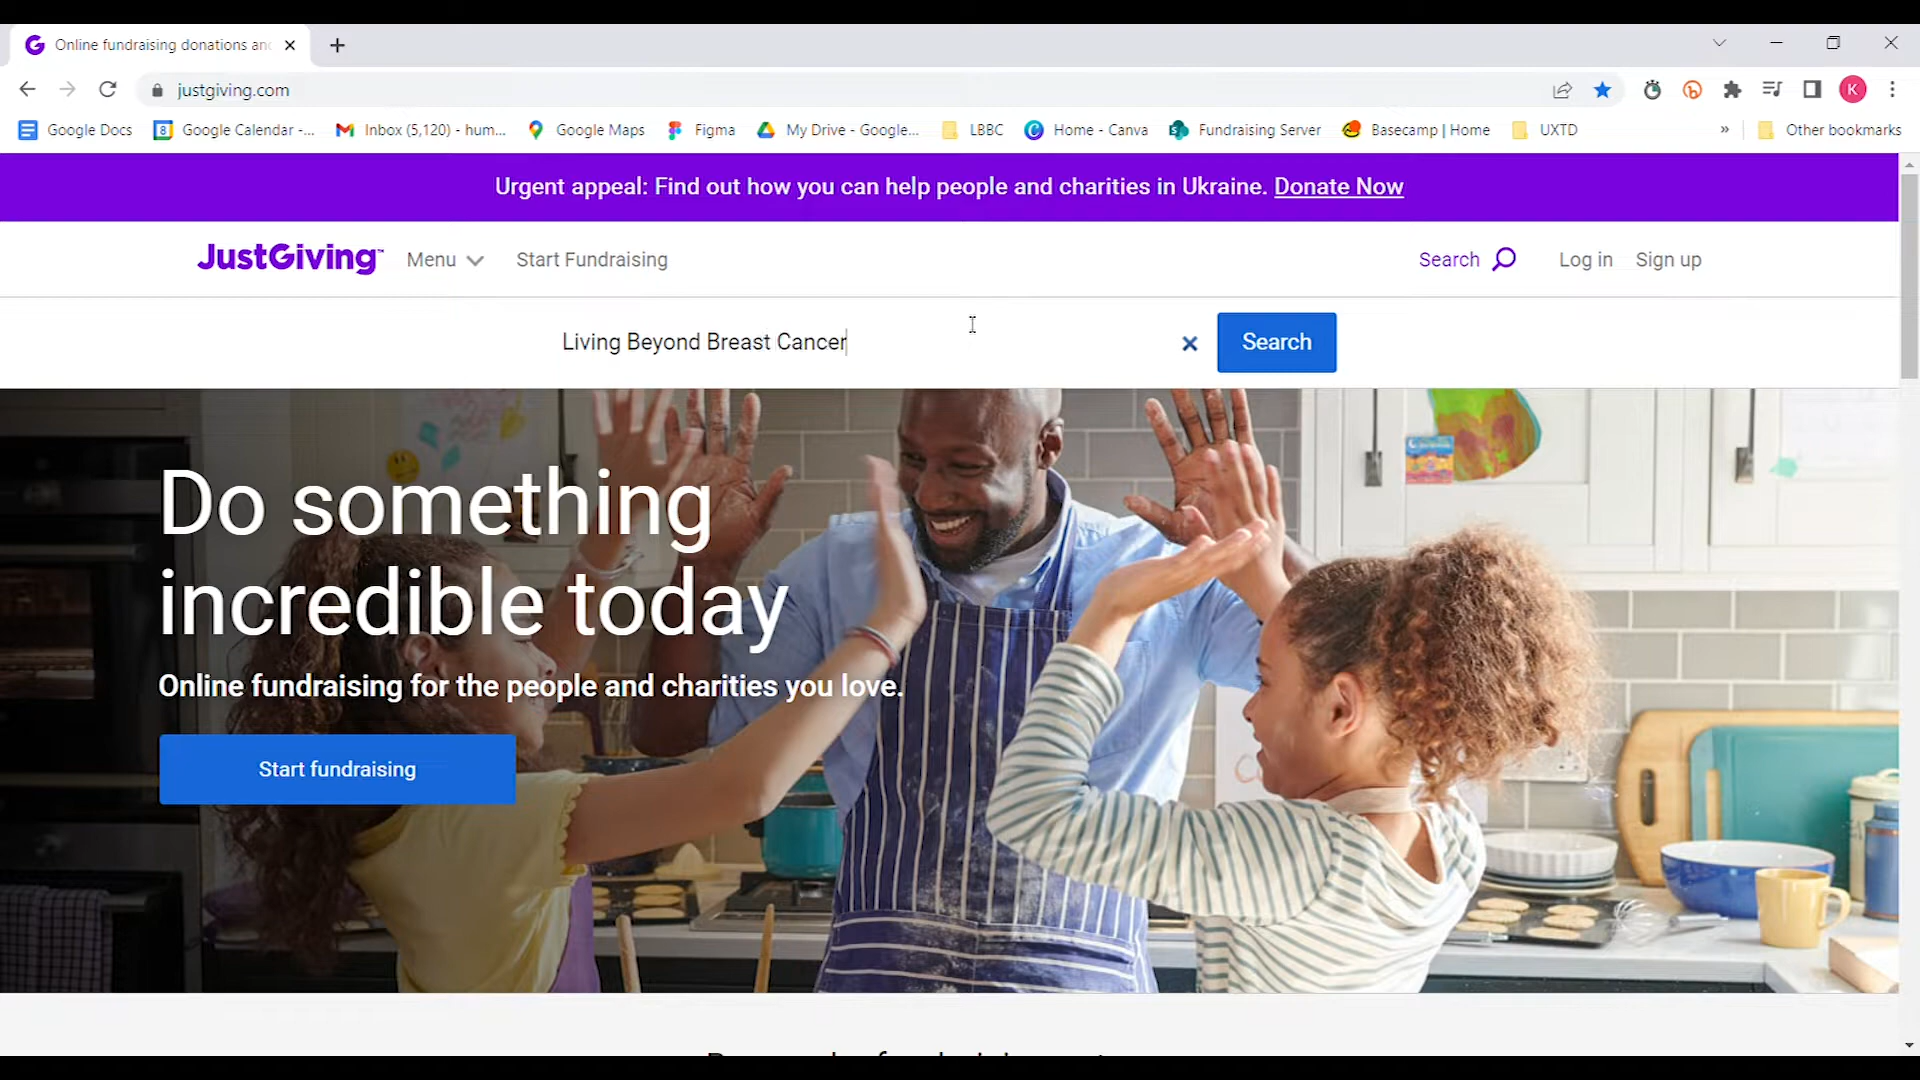 Online fundraising donations and
justgiving.com
K
Google Docs
8
Google Calendar -...
Inbox (5,120) - hum...
Google Maps
Figma
My Drive - Google...
LBBC
Home - Canva
Fundraising Server
Basecamp | Home
UXTD
»
Other bookmarks
Urgent appeal: Find out how you can help people and charities in Ukraine. Donate Now
JustGiving™
Menu
Start Fundraising
Search
Log in
Sign up
Living Beyond Breast Cancer
Search
Do something
incredible today
Online fundraising for the people and charities you love.
Start fundraising